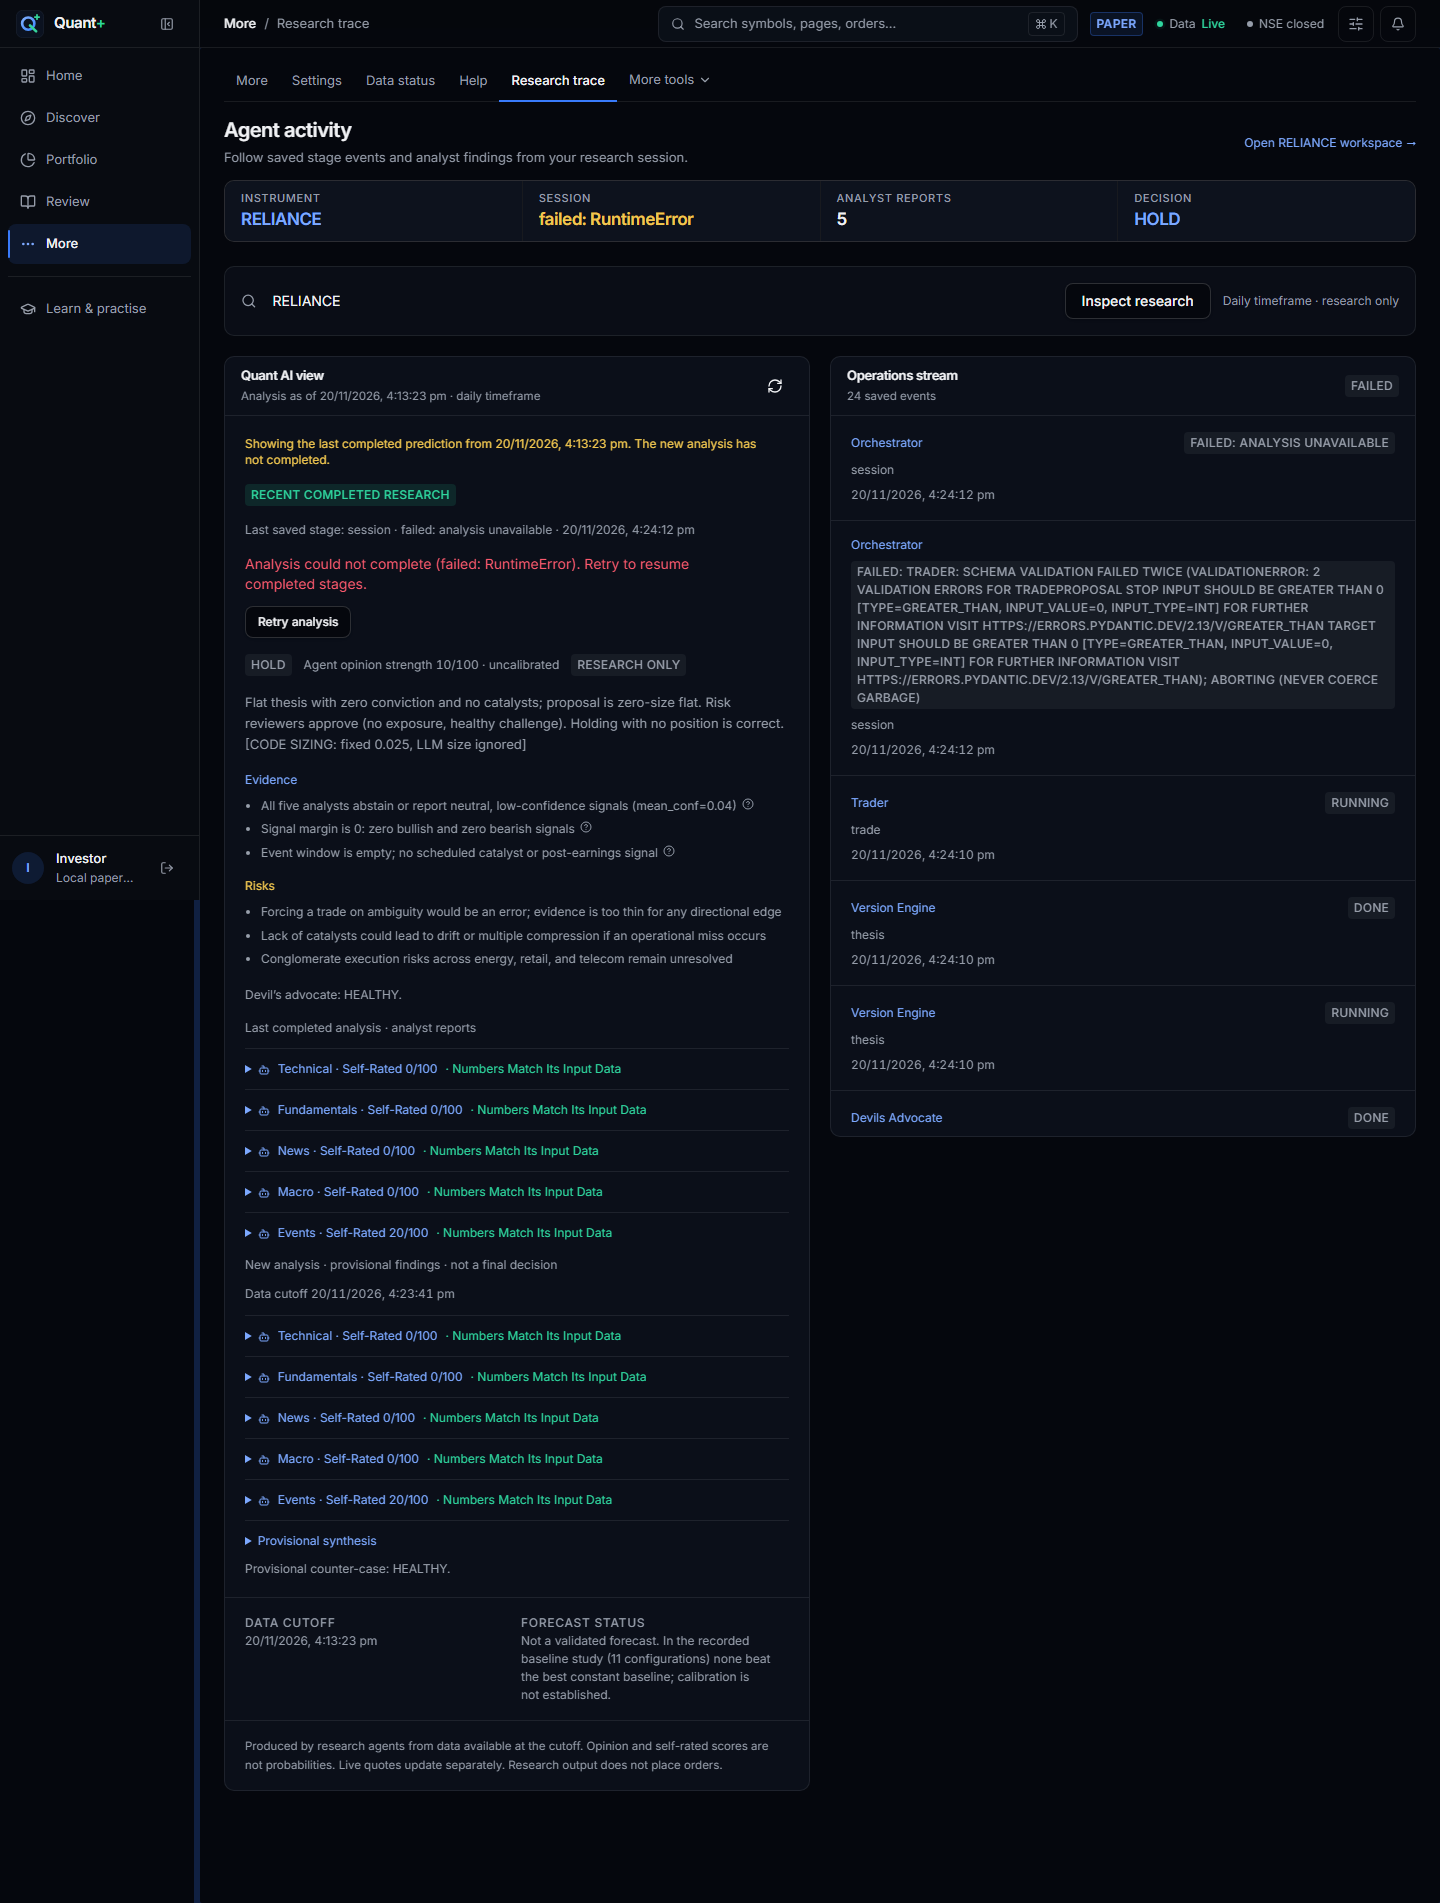 Quant+
More / Research trace
Search symbols, pages, orders...
⌘ K
PAPER
Data Live
NSE closed
Home
Discover
Portfolio
Review
More
Learn & practise
I
Investor
Local paper...
More
Settings
Data status
Help
Research trace
More tools
Agent activity
Follow saved stage events and analyst findings from your research session.
Open RELIANCE workspace →
INSTRUMENT
RELIANCE
SESSION
failed: RuntimeError
ANALYST REPORTS
5
DECISION
HOLD
RELIANCE
Inspect research
Daily timeframe · research only
Quant AI view
Analysis as of 20/11/2026, 4:13:23 pm · daily timeframe
Showing the last completed prediction from 20/11/2026, 4:13:23 pm. The new analysis has
not completed.
RECENT COMPLETED RESEARCH
Last saved stage: session · failed: analysis unavailable · 20/11/2026, 4:24:12 pm
Analysis could not complete (failed: RuntimeError). Retry to resume
completed stages.
Retry analysis
HOLD
Agent opinion strength 10/100 · uncalibrated
RESEARCH ONLY
Flat thesis with zero conviction and no catalysts; proposal is zero-size flat. Risk
reviewers approve (no exposure, healthy challenge). Holding with no position is correct.
[CODE SIZING: fixed 0.025, LLM size ignored]
Evidence
• All five analysts abstain or report neutral, low-confidence signals (mean_conf=0.04)
• Signal margin is 0: zero bullish and zero bearish signals
• Event window is empty; no scheduled catalyst or post-earnings signal
Risks
• Forcing a trade on ambiguity would be an error; evidence is too thin for any directional edge
• Lack of catalysts could lead to drift or multiple compression if an operational miss occurs
• Conglomerate execution risks across energy, retail, and telecom remain unresolved
Devil's advocate: HEALTHY.
Last completed analysis · analyst reports
Technical · Self-Rated 0/100 · Numbers Match Its Input Data
Fundamentals · Self-Rated 0/100 · Numbers Match Its Input Data
News · Self-Rated 0/100 · Numbers Match Its Input Data
Macro · Self-Rated 0/100 · Numbers Match Its Input Data
Events · Self-Rated 20/100 · Numbers Match Its Input Data
New analysis · provisional findings · not a final decision
Data cutoff 20/11/2026, 4:23:41 pm
Technical · Self-Rated 0/100 · Numbers Match Its Input Data
Fundamentals · Self-Rated 0/100 · Numbers Match Its Input Data
News · Self-Rated 0/100 · Numbers Match Its Input Data
Macro · Self-Rated 0/100 · Numbers Match Its Input Data
Events · Self-Rated 20/100 · Numbers Match Its Input Data
Provisional synthesis
Provisional counter-case: HEALTHY.
DATA CUTOFF
20/11/2026, 4:13:23 pm
FORECAST STATUS
Not a validated forecast. In the recorded
baseline study (11 configurations) none beat
the best constant baseline; calibration is
not established.
Produced by research agents from data available at the cutoff. Opinion and self-rated scores are
not probabilities. Live quotes update separately. Research output does not place orders.
Operations stream
24 saved events
FAILED
Orchestrator
FAILED: ANALYSIS UNAVAILABLE
session
20/11/2026, 4:24:12 pm
Orchestrator
FAILED: TRADER: SCHEMA VALIDATION FAILED TWICE (VALIDATIONERROR: 2
VALIDATION ERRORS FOR TRADEPROPOSAL STOP INPUT SHOULD BE GREATER THAN 0
[TYPE=GREATER_THAN, INPUT_VALUE=0, INPUT_TYPE=INT] FOR FURTHER
INFORMATION VISIT HTTPS://ERRORS.PYDANTIC.DEV/2.13/V/GREATER_THAN TARGET
INPUT SHOULD BE GREATER THAN 0 [TYPE=GREATER_THAN, INPUT_VALUE=0,
INPUT_TYPE=INT] FOR FURTHER INFORMATION VISIT
HTTPS://ERRORS.PYDANTIC.DEV/2.13/V/GREATER_THAN); ABORTING (NEVER COERCE
GARBAGE)
session
20/11/2026, 4:24:12 pm
Trader
RUNNING
trade
20/11/2026, 4:24:10 pm
Version Engine
DONE
thesis
20/11/2026, 4:24:10 pm
Version Engine
RUNNING
thesis
20/11/2026, 4:24:10 pm
Devils Advocate
DONE